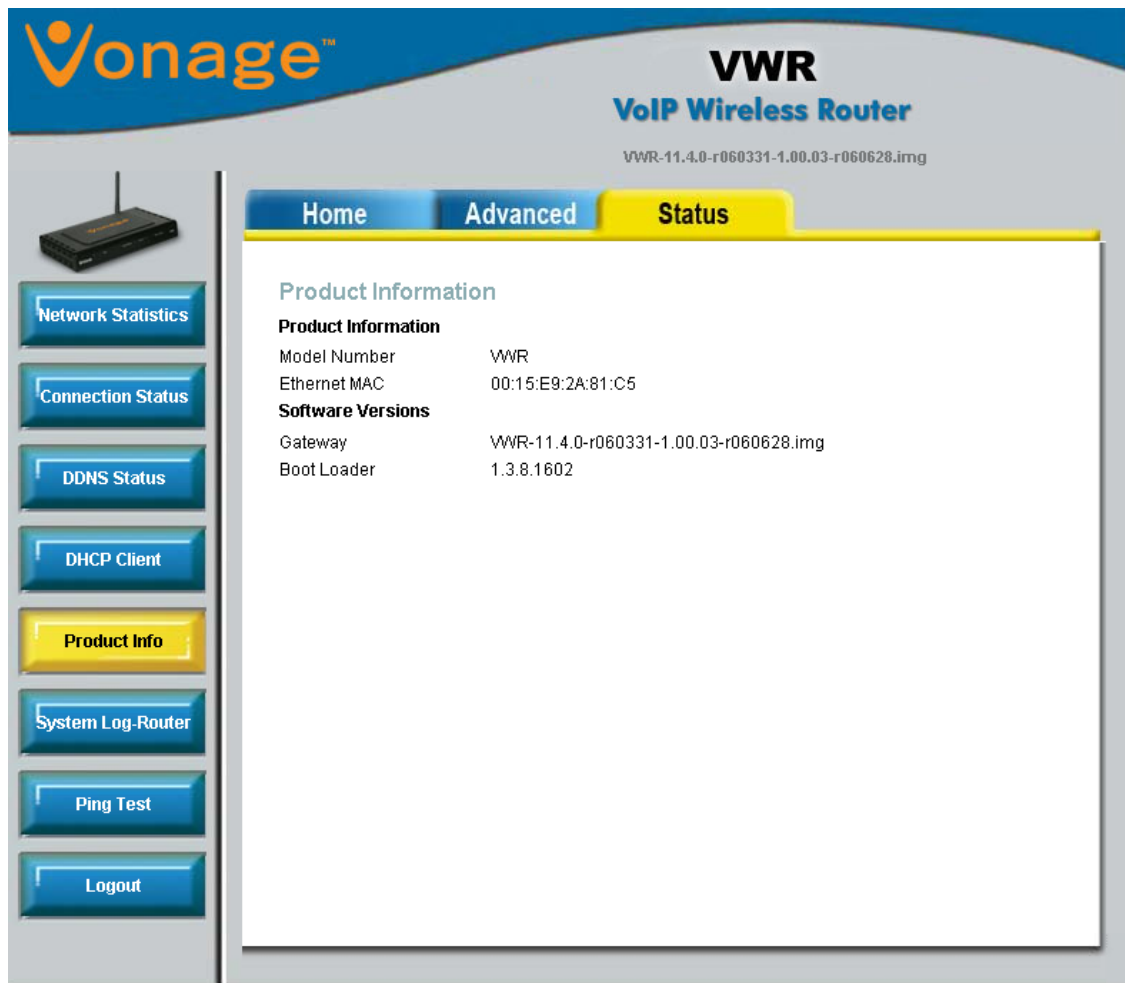 Vonage™
VWR
VoIP Wireless Router
VWR-11.4.0-r060331-1.00.03-r060628.img
Vonage
Home
Advanced
Status
Network Statistics
Connection Status
DDNS Status
DHCP Client
Product Info
System Log-Router
Ping Test
Logout
Product Information
Product Information
Model Number VWR
Ethernet MAC 00:15:E9:2A:81:C5
Software Versions
Gateway VWR-11.4.0-r060331-1.00.03-r060628.img
Boot Loader 1.3.8.1602